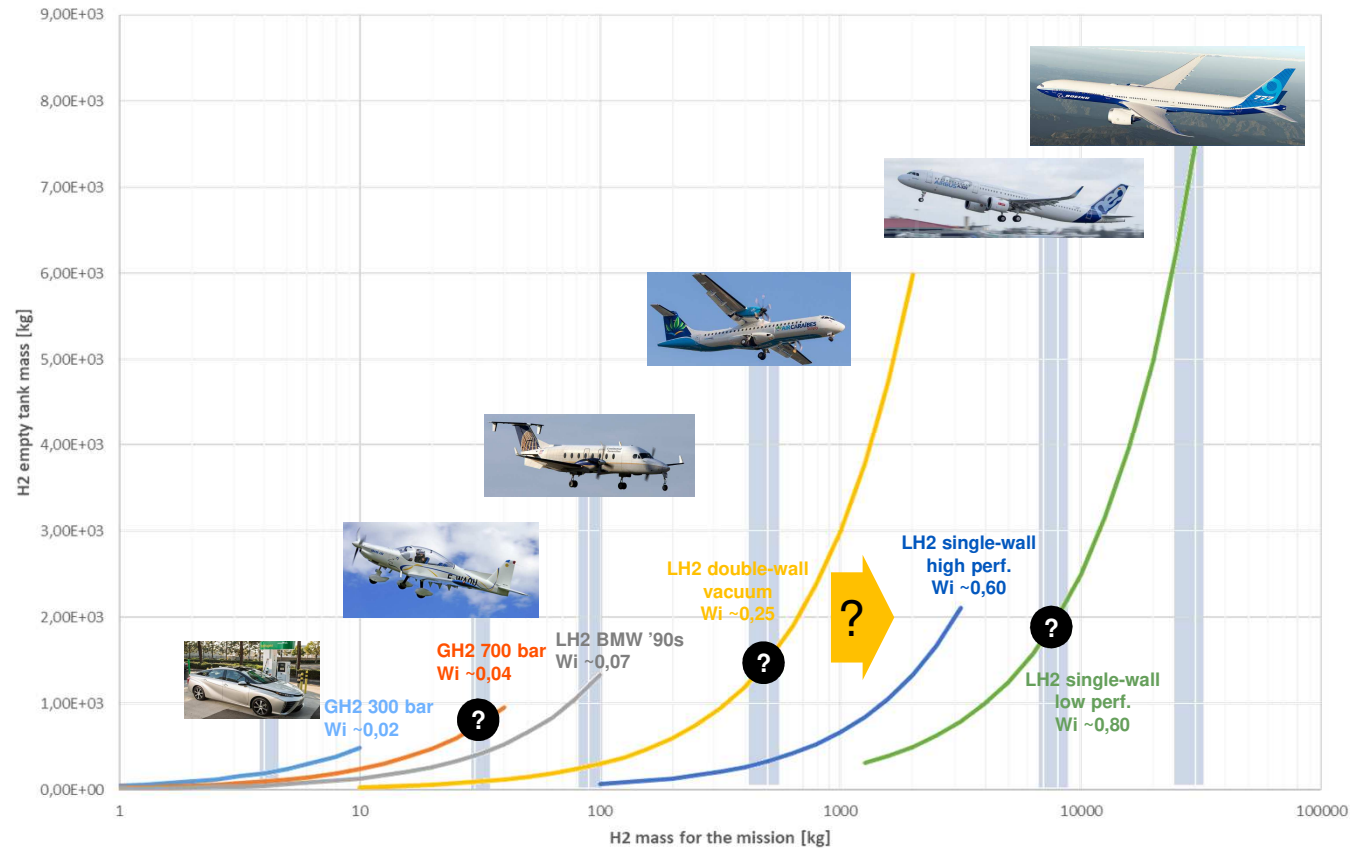 9,00E+03
8,00E+03
7,00E+03
6,00E+03
5,00E+03
4,00E+03
3,00E+03
2,00E+03
1,00E+03
0,00E+00
H2 empty tank mass [kg]
1
10
100
1000
10000
100000
H2 mass for the mission [kg]
GH2 300 bar
Wi ~0,02
GH2 700 bar
Wi ~0,04
?
LH2 BMW '90s
Wi ~0,07
LH2 double-wall
vacuum
Wi ~0,25
?
?
LH2 single-wall
high perf.
Wi ~0,60
?
LH2 single-wall
low perf.
Wi ~0,80
AIRCARAIBES
AIRBUS
BOEING
777